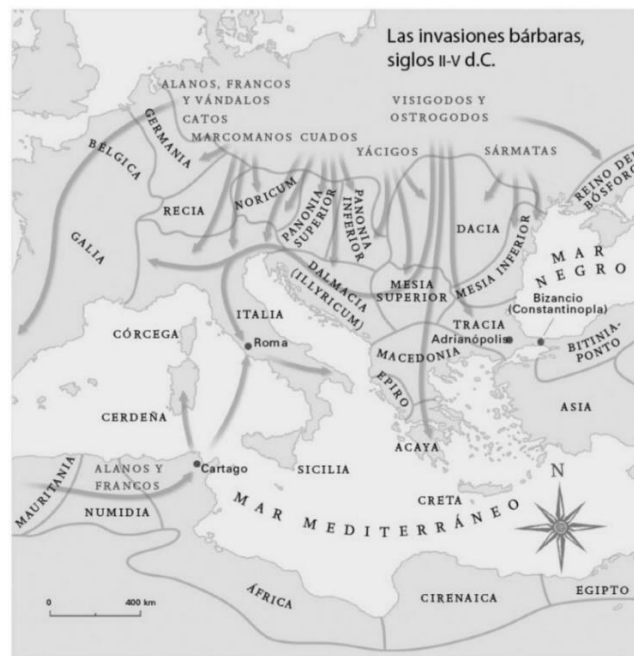 Las invasiones bárbaras,
siglos II-V d.C.
ALANOS, FRANCOS
Y VÁNDALOS
CATOS
MARCOMANOS
CUADOS
VISIGODOS Y
OSTROGODOS
YÁCIGOS
SÁRMATAS
GERMANIA
BÉLGICA
REINO DEL
BÓSFORO
NORICUM
RECIA
PANONIA
SUPERIOR
PANONIA
INFERIOR
DACIA
GALIA
MESIA INFERIOR
MAR
NEGRO
DALMACIA
(ILLYRICUM)
MESIA
SUPERIOR
Bizancio
(Constantinopla)
ITALIA
CÓRCEGA
Roma
TRACIA
Adrianópolis
BITINIA-
PONTO
MACEDONIA
EPIRO
CERDEÑA
ASIA
ACAYA
Cartago
SICILIA
ALANOS Y
FRANCOS
MAURITANIA
NUMIDIA
CRETA
N
MAR MEDITERRÁNEO
0 400 km
ÁFRICA
CIRENAICA
EGIPTO